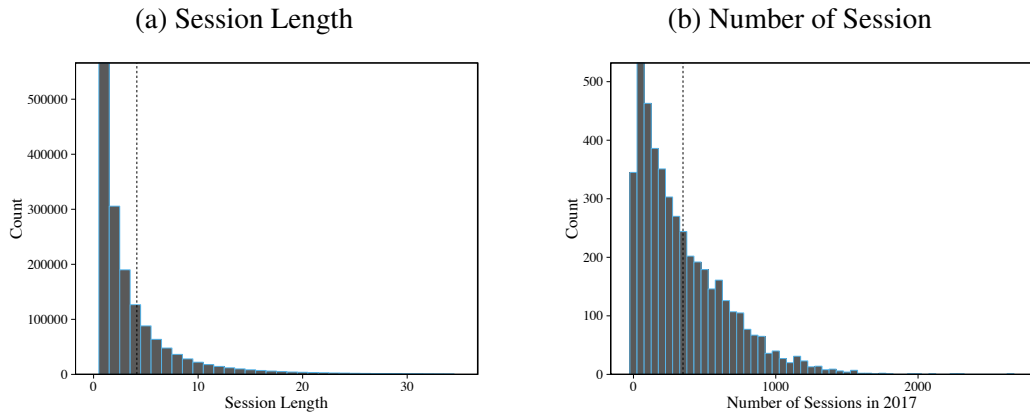 (a) Session Length
(b) Number of Session
500000
400000
300000
200000
100000
0
Count
0 10 20 30
Session Length
500
400
300
200
100
0
Count
0 1000 2000
Number of Sessions in 2017